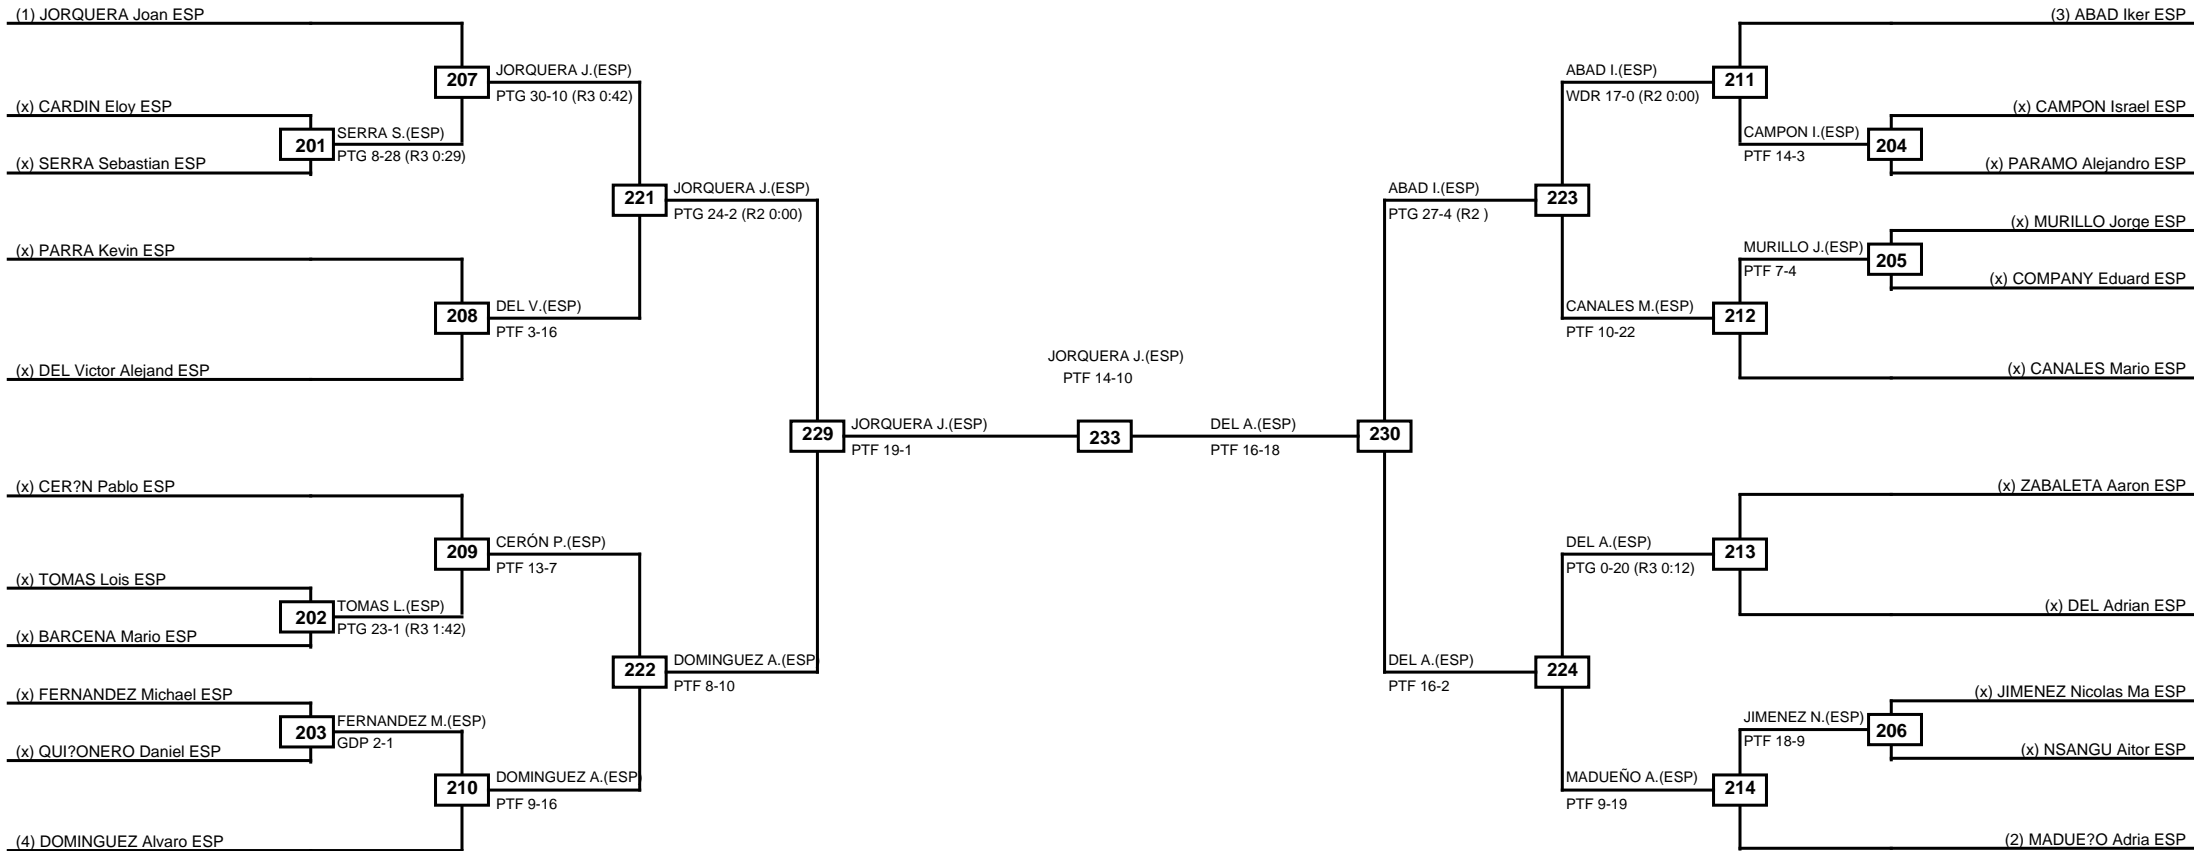 (1) JORQUERA Joan ESP
(x) CARDIN Eloy ESP
(x) SERRA Sebastian ESP
(x) PARRA Kevin ESP
(x) DEL Victor Alejand ESP
(x) CER?N Pablo ESP
(x) TOMAS Lois ESP
(x) BARCENA Mario ESP
(x) FERNANDEZ Michael ESP
(x) QUI?ONERO Daniel ESP
(4) DOMINGUEZ Alvaro ESP
201
SERRA S.(ESP)
PTG 8-28 (R3 0:29)
202
TOMAS L.(ESP)
PTG 23-1 (R3 1:42)
203
FERNANDEZ M.(ESP)
GDP 2-1
207
JORQUERA J.(ESP)
PTG 30-10 (R3 0:42)
208
DEL V.(ESP)
PTF 3-16
209
CERÓN P.(ESP)
PTF 13-7
210
DOMINGUEZ A.(ESP)
PTF 9-16
221
JORQUERA J.(ESP)
PTG 24-2 (R2 0:00)
222
DOMINGUEZ A.(ESP)
PTF 8-10
229
JORQUERA J.(ESP)
PTF 19-1
JORQUERA J.(ESP)
PTF 14-10
233
DEL A.(ESP)
PTF 16-18
230
ABAD I.(ESP)
PTG 27-4 (R2 )
223
DEL A.(ESP)
PTF 16-2
224
ABAD I.(ESP)
WDR 17-0 (R2 0:00)
211
CANALES M.(ESP)
PTF 10-22
212
DEL A.(ESP)
PTG 0-20 (R3 0:12)
213
MADUEÑO A.(ESP)
PTF 9-19
214
CAMPON I.(ESP)
PTF 14-3
204
MURILLO J.(ESP)
PTF 7-4
205
JIMENEZ N.(ESP)
PTF 18-9
206
(3) ABAD Iker ESP
(x) CAMPON Israel ESP
(x) PARAMO Alejandro ESP
(x) MURILLO Jorge ESP
(x) COMPANY Eduard ESP
(x) CANALES Mario ESP
(x) ZABALETA Aaron ESP
(x) DEL Adrian ESP
(x) JIMENEZ Nicolas Ma ESP
(x) NSANGU Aitor ESP
(2) MADUE?O Adria ESP